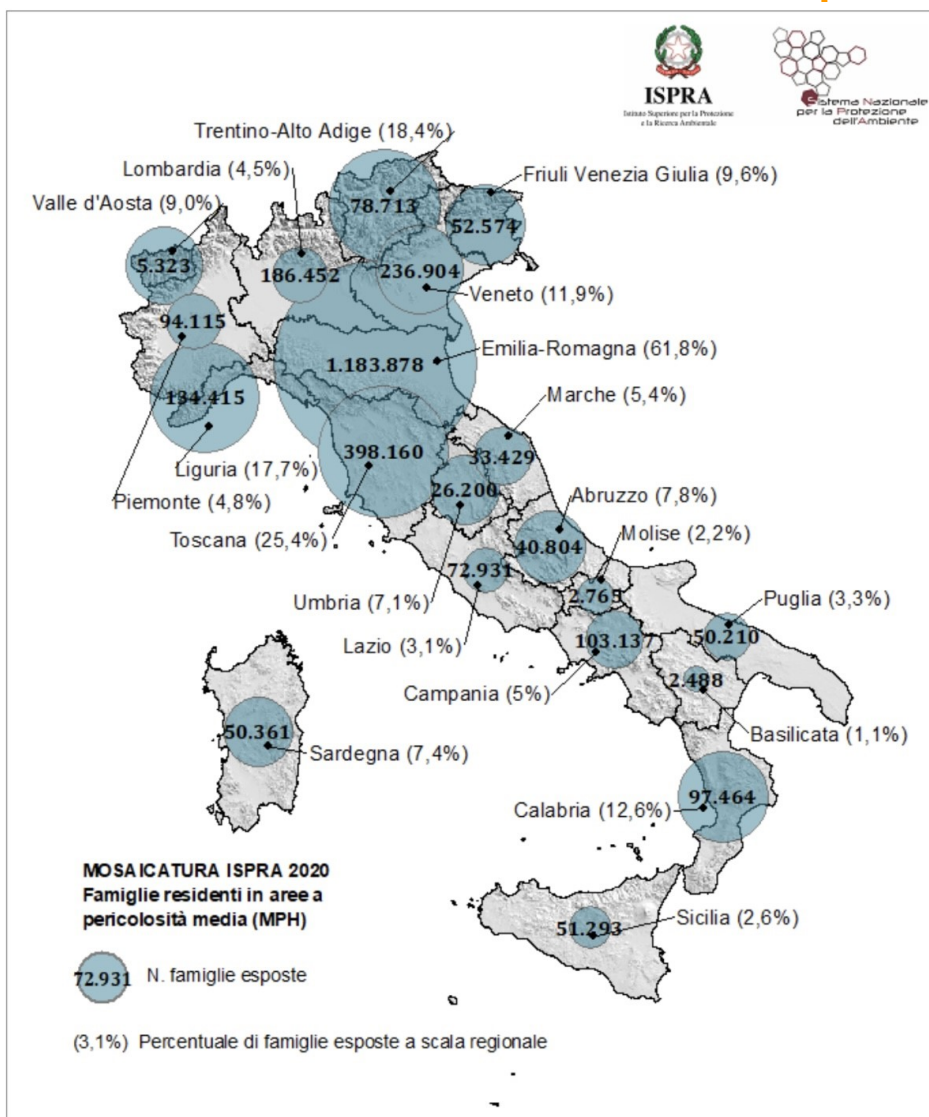 ISPRA
Istituto Superiore per la Protezione
e la Ricerca Ambientale
Sistema Nazionale
per la Protezione
dell'Ambiente
Trentino-Alto Adige (18,4%)
78.713
Lombardia (4,5%)
186.452
Friuli Venezia Giulia (9,6%)
52.574
Valle d'Aosta (9,0%)
5.323
236.904
Veneto (11,9%)
94.115
1.183.878
Emilia-Romagna (61,8%)
134.415
Marche (5,4%)
33.429
Liguria (17,7%)
398.160
Piemonte (4,8%)
26.200
Abruzzo (7,8%)
40.804
Toscana (25,4%)
Molise (2,2%)
2.765
72.931
Umbria (7,1%)
Puglia (3,3%)
50.210
Lazio (3,1%)
103.137
2.488
Campania (5%)
Basilicata (1,1%)
50.361
Sardegna (7,4%)
97.464
Calabria (12,6%)
MOSAICATURA ISPRA 2020
Famiglie residenti in aree a
pericolosità media (MPH)
51.293
Sicilia (2,6%)
72.931
N. famiglie esposte
(3,1%) Percentuale di famiglie esposte a scala regionale